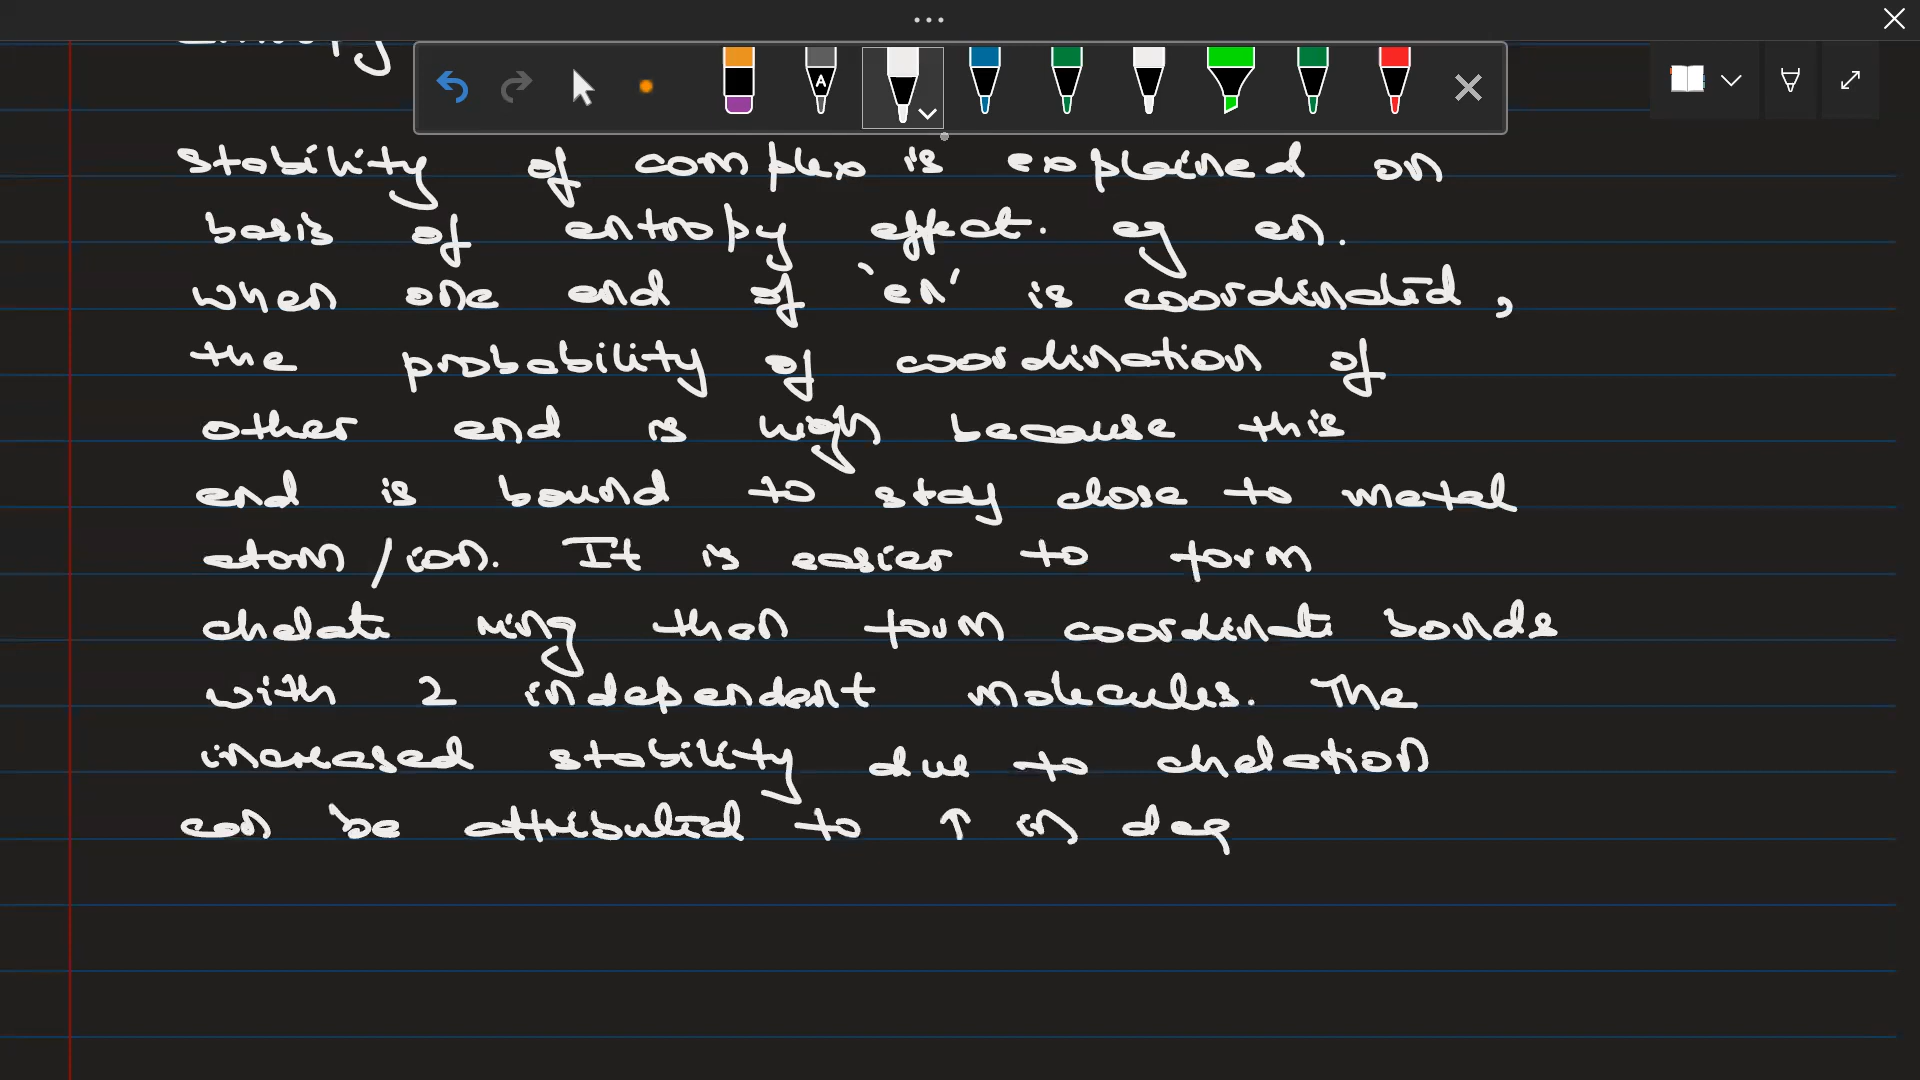 Entropy
stability of complex is explained on
basis of entropy effect. eg en.
when one end of 'en' is coordinated,
the probability of coordination of
other end is high because this
end is bound to stay close to metal
atom/ion. It is easier to form
chelate ring than form coordinate bonds
with 2 independent molecules. The
increased stability due to chelation
can be attributed to ↑ in deg